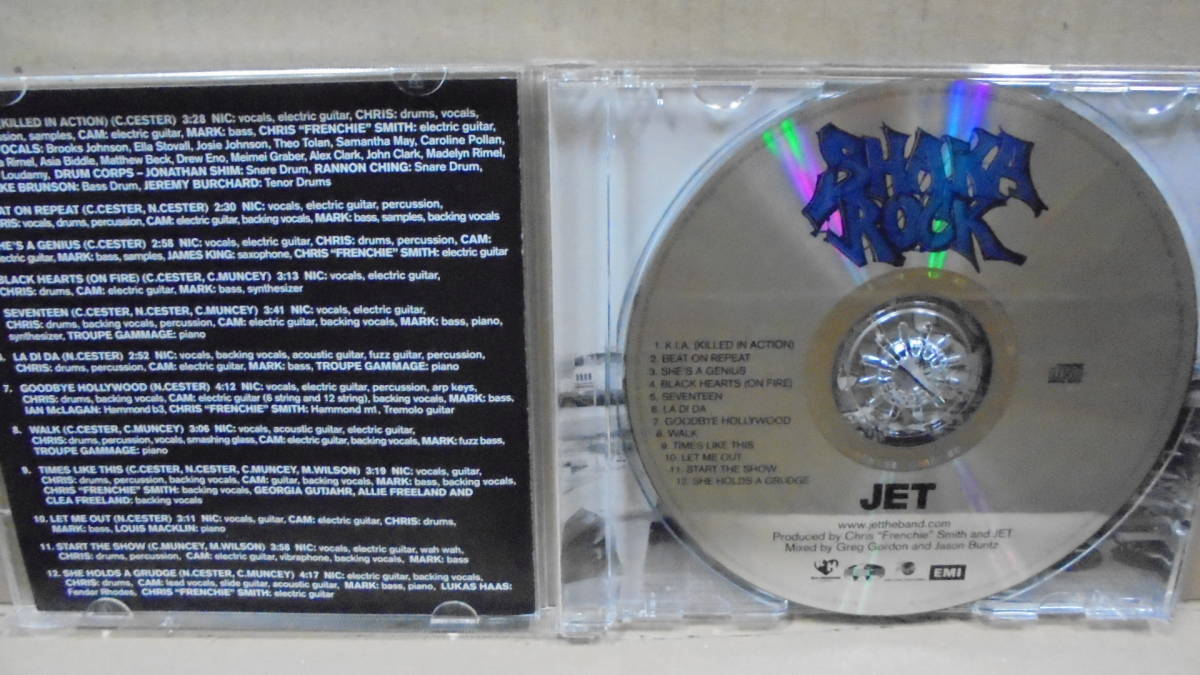 (KILLED IN ACTION) (C.CESTER) 3:28 NIC: vocals, electric guitar, CHRIS: drums, vocals,
samples, CAM: electric guitar, MARK: bass, CHRIS "FRENCHIE" SMITH: electric guitar,
VOCALS: Brooks Johnson, Ella Stovall, Josie Johnson, Theo Tolan, Samantha May, Caroline Pollan,
Rimel, Asia Biddle, Matthew Beck, Drew Eno, Meimei Graber, Alex Clark, John Clark, Madelyn Rimel,
Loudamy, DRUM CORPS – JONATHAN SHIM: Snare Drum, RANNON CHING: Snare Drum,
BRUNSON: Bass Drum, JEREMY BURCHARD: Tenor Drums
ON REPEAT (C.CESTER, N.CESTER) 2:30 NIC: vocals, electric guitar, percussion,
vocals, drums, percussion, CAM: electric guitar, backing vocals, MARK: bass, samples, backing vocals
A GENIUS (C.CESTER) 2:58 NIC: vocals, electric guitar, CHRIS: drums, percussion, CAM:
guitar, MARK: bass, samples, JAMES KING: saxophone, CHRIS "FRENCHIE" SMITH: electric guitar
BLACK HEARTS (ON FIRE) (C.CESTER, C.MUNCEY) 3:13 NIC: vocals, electric guitar,
CHRIS: drums, CAM: electric guitar, MARK: bass, synthesizer
SEVENTEEN (C.CESTER, N.CESTER, C.MUNCEY) 3:41 NIC: vocals, electric guitar,
CHRIS: drums, backing vocals, percussion, CAM: electric guitar, backing vocals, MARK: bass, piano,
synthesizer, TROUPE GAMMAGE: piano
LA DI DA (N.CESTER) 2:52 NIC: vocals, backing vocals, acoustic guitar, fuzz guitar, percussion,
CHRIS: drums, percussion, CAM: electric guitar, MARK: bass, TROUPE GAMMAGE: piano
7. GOODBYE HOLLYWOOD (N.CESTER) 4:12 NIC: vocals, electric guitar, percussion, arp keys,
CHRIS: drums, backing vocals, CAM: electric guitar (6 string and 12 string), backing vocals, MARK: bass,
IAN McLAGAN: Hammond b3, CHRIS "FRENCHIE" SMITH: Hammond m1, Tremolo guitar
8. WALK (C.CESTER, C.MUNCEY) 3:06 NIC: vocals, acoustic guitar, electric guitar,
CHRIS: drums, percussion, vocals, smashing glass, CAM: electric guitar, backing vocals, MARK: fuzz bass,
TROUPE GAMMAGE: piano
9. TIMES LIKE THIS (C.CESTER, N.CESTER, C.MUNCEY, M.WILSON) 3:19 NIC: vocals, guitar,
CHRIS: drums, percussion, backing vocals, CAM: guitar, backing vocals, MARK: bass, backing vocals,
CHRIS "FRENCHIE" SMITH: backing vocals, GEORGIA GUTJAHR, ALLIE FREELAND AND
CLEA FREELAND: backing vocals
10. LET ME OUT (N.CESTER) 3:11 NIC: vocals, guitar, CAM: electric guitar, CHRIS: drums,
MARK: bass, LOUIS MACKLIN: piano
11. START THE SHOW (C.MUNCEY, M.WILSON) 3:58 NIC: vocals, electric guitar, wah wah,
CHRIS: drums, percussion, CAM: electric guitar, vibraphone, backing vocals, MARK: bass
12. SHE HOLDS A GRUDGE (N.CESTER, C.MUNCEY) 4:17 NIC: electric guitar, backing vocals,
CHRIS: drums, CAM: lead vocals, slide guitar, acoustic guitar, MARK: bass, piano, LUKAS HAAS:
Fender Rhodes, CHRIS "FRENCHIE" SMITH: electric guitar
SHAKA
ROCK
1. K.I.A. (KILLED IN ACTION)
2. BEAT ON REPEAT
3. SHE'S A GENIUS
4. BLACK HEARTS (ON FIRE)
5. SEVENTEEN
6. LA DI DA
7. GOODBYE HOLLYWOOD
8. WALK
9. TIMES LIKE THIS
10. LET ME OUT
11. START THE SHOW
12. SHE HOLDS A GRUDGE
JET
www.jettheband.com
Produced by Chris "Frenchie" Smith and JET
Mixed by Greg Gordon and Jason Buntz
EMI